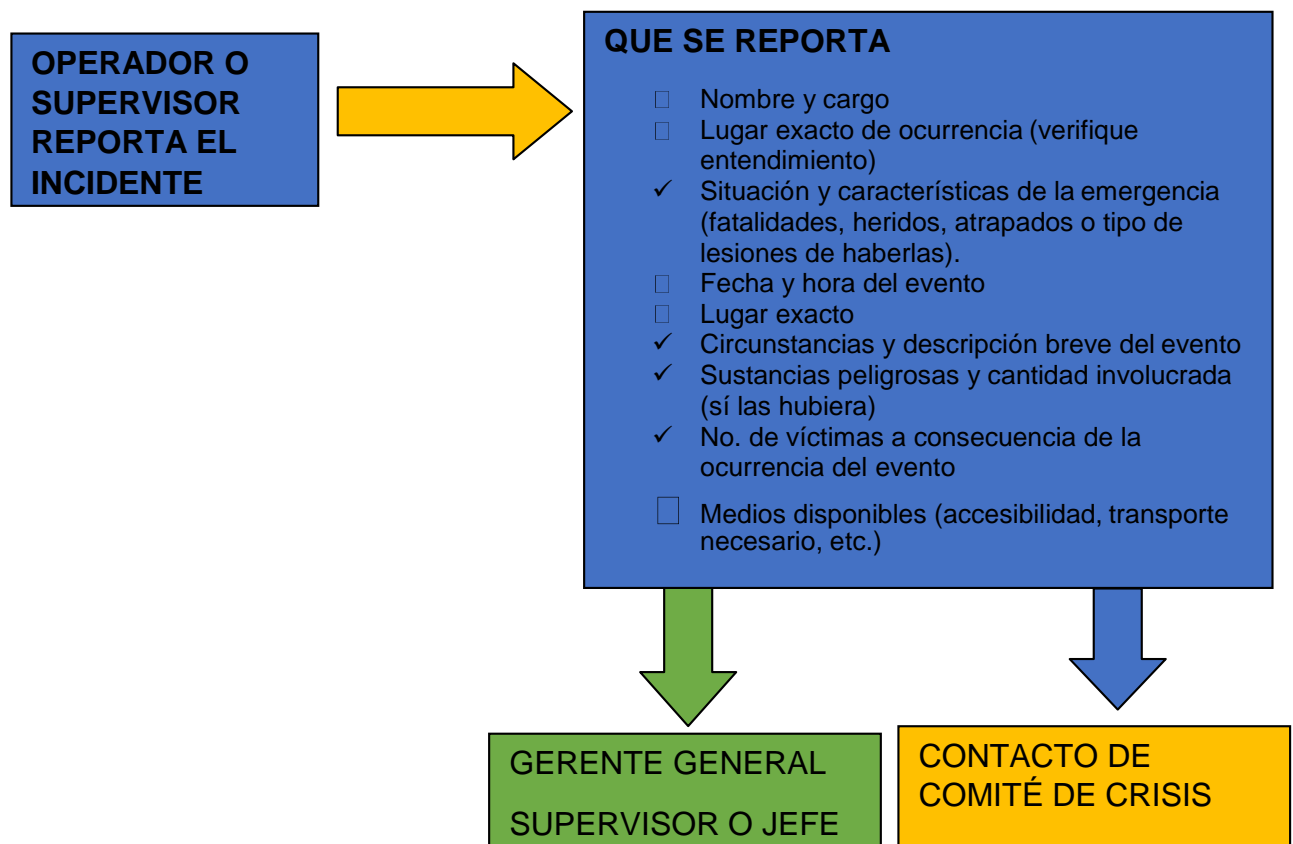 OPERADOR O
SUPERVISOR
REPORTA EL
INCIDENTE
QUE SE REPORTA
Nombre y cargo
Lugar exacto de ocurrencia (verifique
entendimiento)
✓ Situación y características de la emergencia
(fatalidades, heridos, atrapados o tipo de
lesiones de haberlas).
Fecha y hora del evento
Lugar exacto
✓ Circunstancias y descripción breve del evento
✓ Sustancias peligrosas y cantidad involucrada
(sí las hubiera)
✓ No. de víctimas a consecuencia de la
ocurrencia del evento
Medios disponibles (accesibilidad, transporte
necesario, etc.)
GERENTE GENERAL
SUPERVISOR O JEFE
CONTACTO DE
COMITÉ DE CRISIS